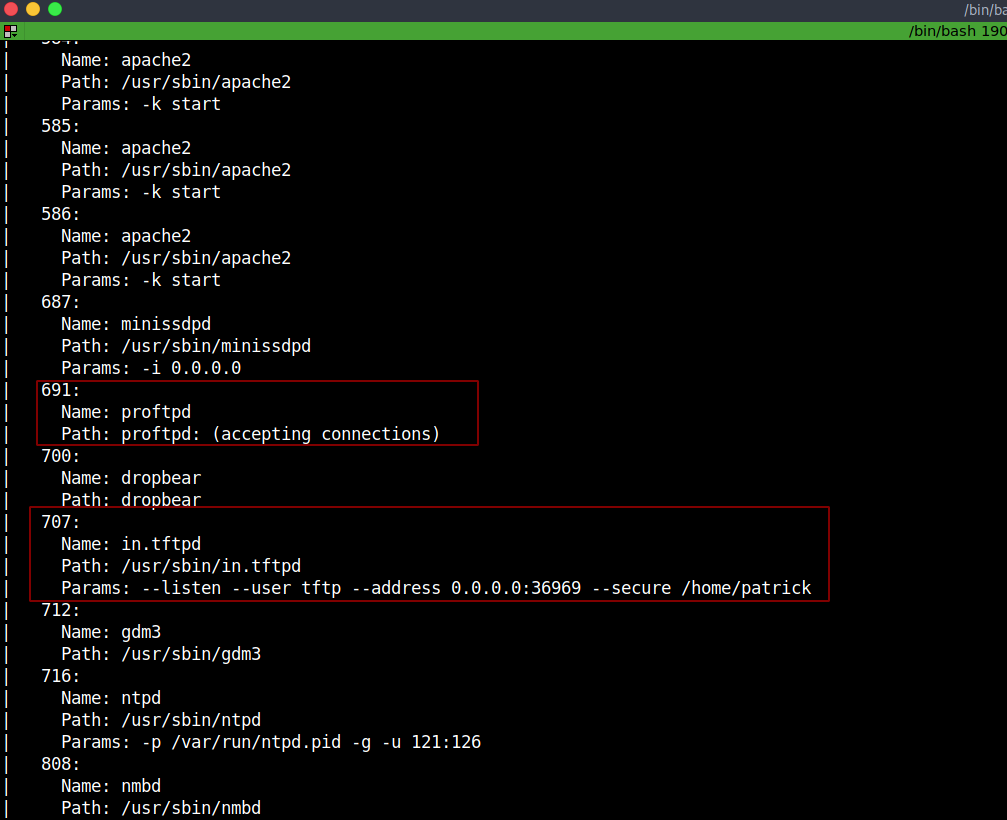 /bin/ba
/bin/bash 190
| 584:
| Name: apache2
| Path: /usr/sbin/apache2
| Params: -k start
| 585:
| Name: apache2
| Path: /usr/sbin/apache2
| Params: -k start
| 586:
| Name: apache2
| Path: /usr/sbin/apache2
| Params: -k start
| 687:
| Name: minissdpd
| Path: /usr/sbin/minissdpd
| Params: -i 0.0.0.0
| 691:
| Name: proftpd
| Path: proftpd: (accepting connections)
| 700:
| Name: dropbear
| Path: dropbear
| 707:
| Name: in.tftpd
| Path: /usr/sbin/in.tftpd
| Params: --listen --user tftp --address 0.0.0.0:36969 --secure /home/patrick
| 712:
| Name: gdm3
| Path: /usr/sbin/gdm3
| 716:
| Name: ntpd
| Path: /usr/sbin/ntpd
| Params: -p /var/run/ntpd.pid -g -u 121:126
| 808:
| Name: nmbd
| Path: /usr/sbin/nmbd